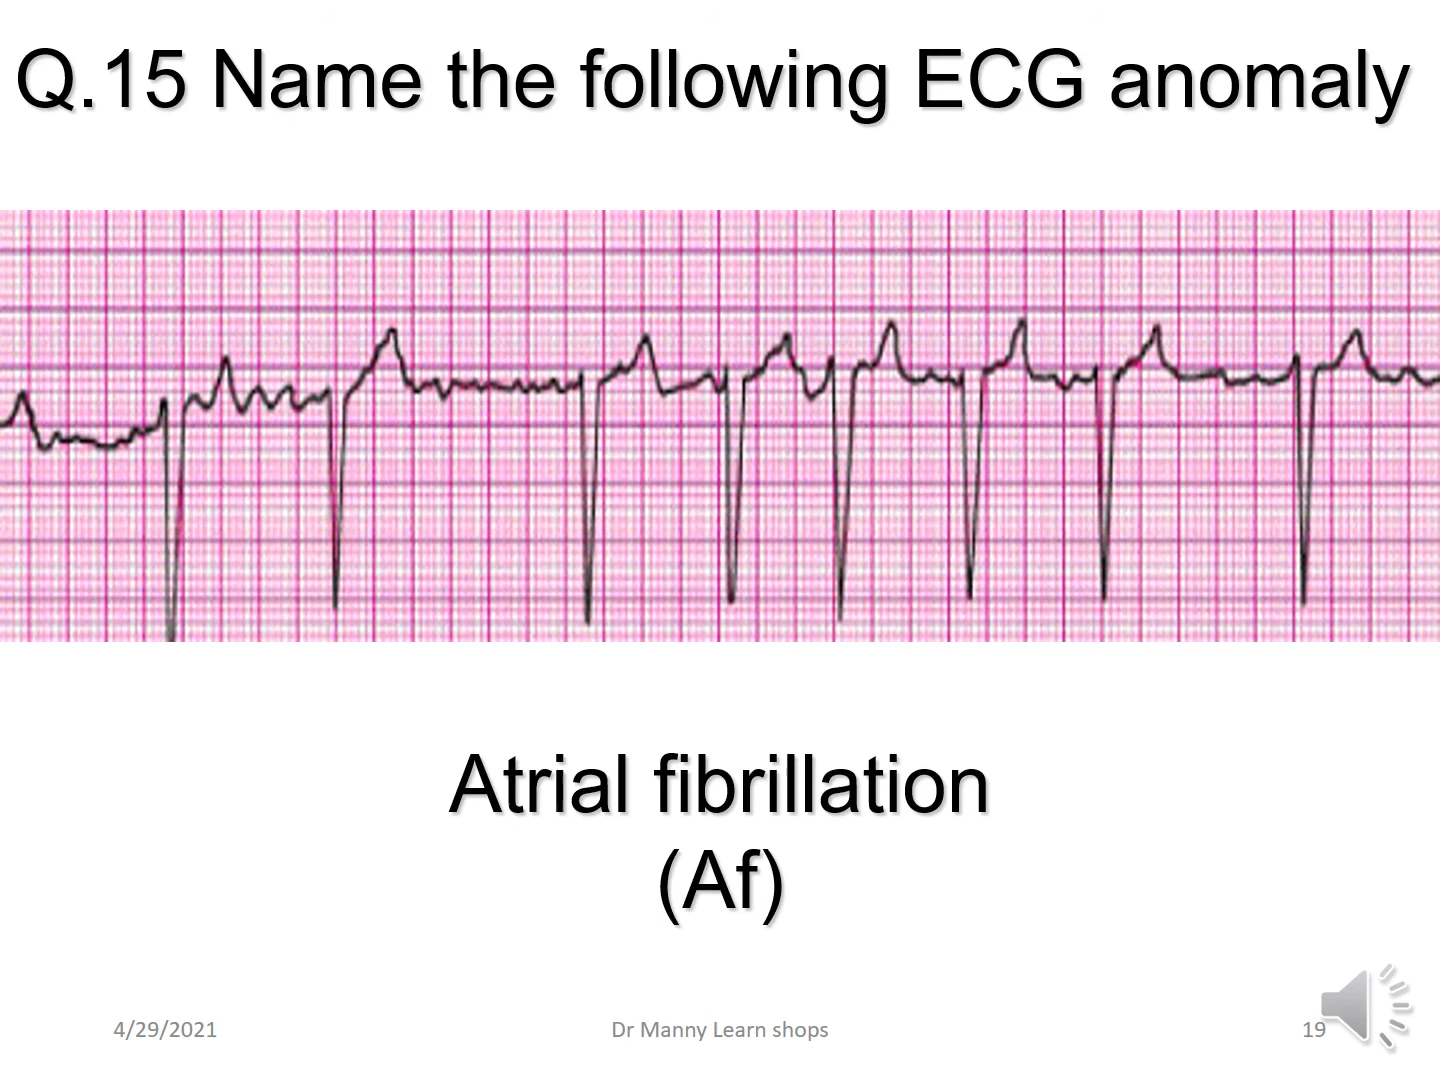 Q.15 Name the following ECG anomaly
Atrial fibrillation
(Af)
4/29/2021
Dr Manny Learn shops
19